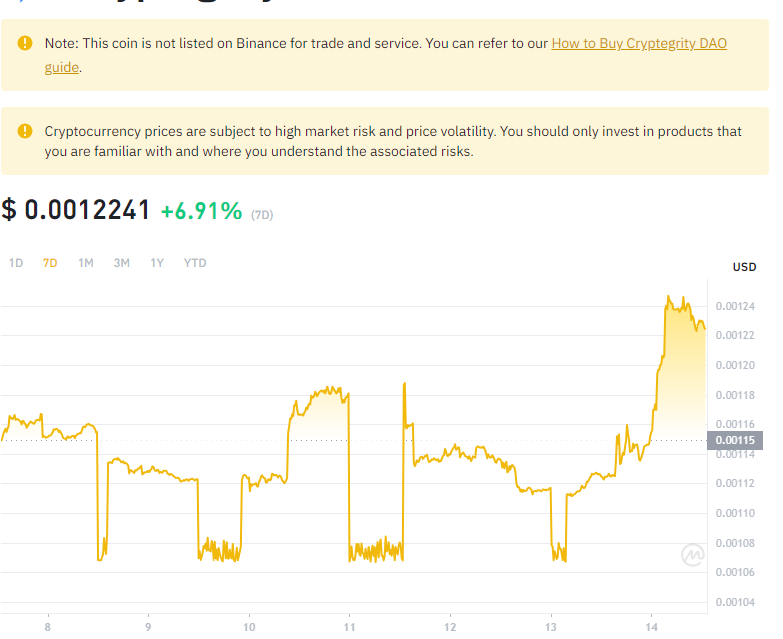 Note: This coin is not listed on Binance for trade and service. You can refer to our How to Buy Cryptegrity DAO
guide.
Cryptocurrency prices are subject to high market risk and price volatility. You should only invest in products that
you are familiar with and where you understand the associated risks.
$ 0.0012241 +6.91% (7D)
1D 7D 1M 3M 1Y YTD
USD
0.00124
0.00122
0.00120
0.00118
0.00116
0.00115
0.00114
0.00112
0.00110
0.00108
0.00106
0.00104
8 9 10 11 12 13 14